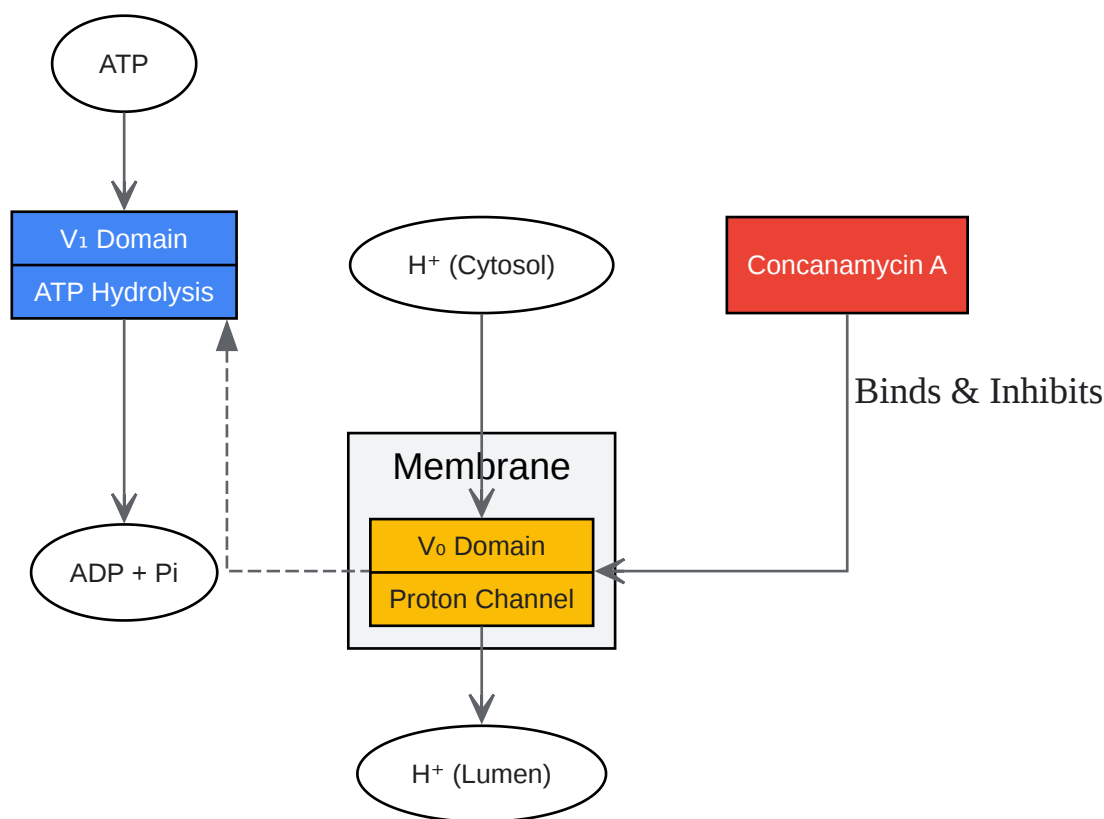 ATP
V₁ Domain
ATP Hydrolysis
H⁺ (Cytosol)
Concanamycin A
Binds & Inhibits
Membrane
V₀ Domain
Proton Channel
ADP + Pi
H⁺ (Lumen)